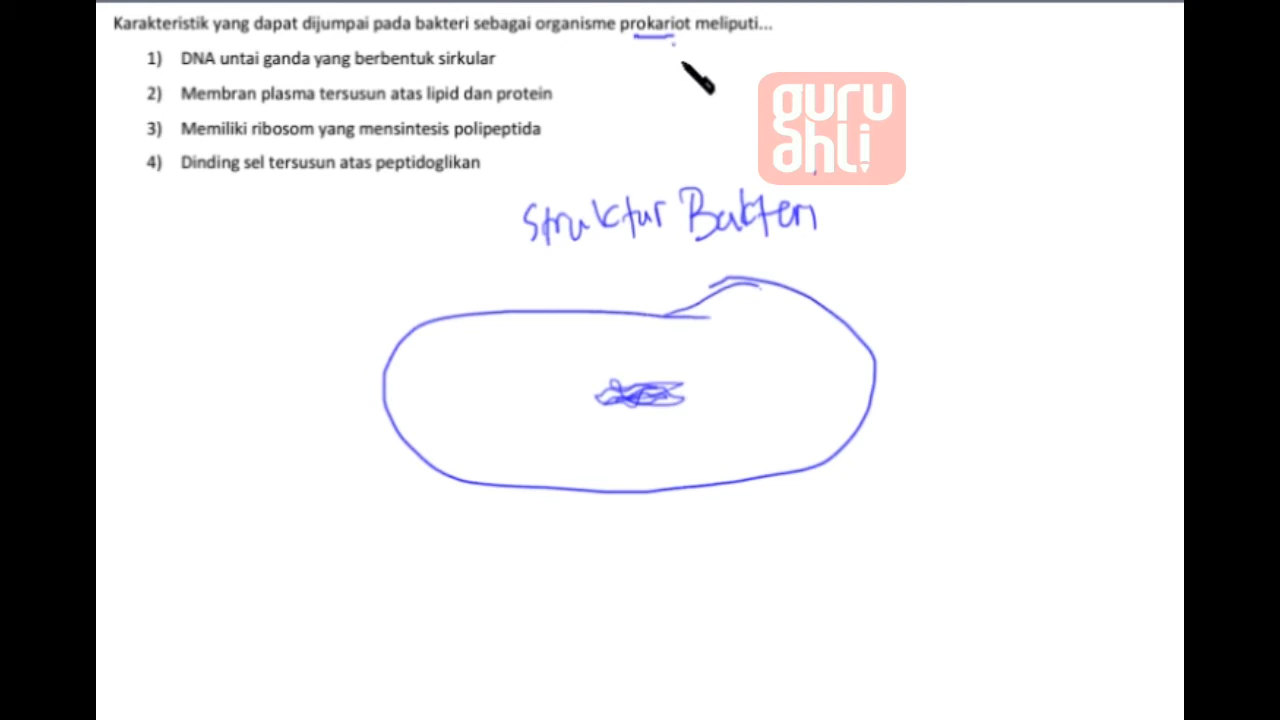 Karakteristik yang dapat dijumpai pada bakteri sebagai organisme prokariot meliputi...
1) DNA untai ganda yang berbentuk sirkular
2) Membran plasma tersusun atas lipid dan protein
3) Memiliki ribosom yang mensintesis polipeptida
4) Dinding sel tersusun atas peptidoglikan
guru
ahli
Struktur Bakteri